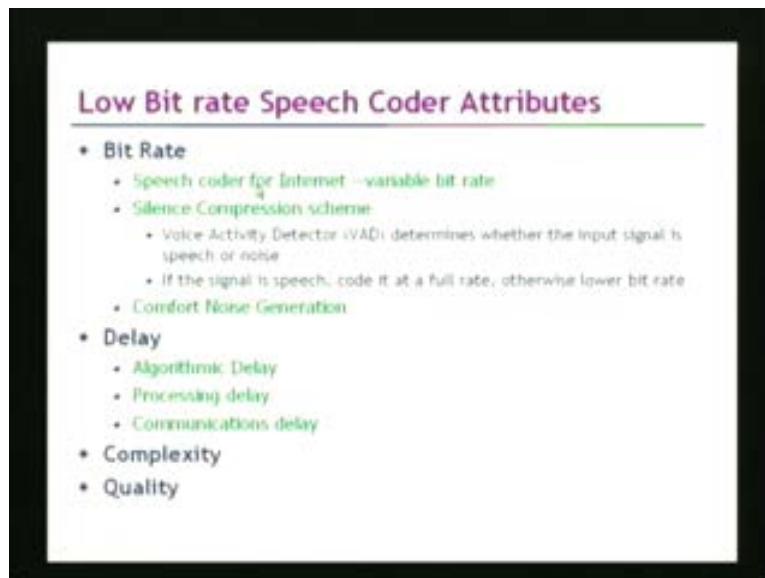 Low Bit rate Speech Coder Attributes
• Bit Rate
• Speech coder for Internet --variable bit rate
• Silence Compression scheme
• Voice Activity Detector (VAD) determines whether the input signal is
speech or noise
• If the signal is speech, code it at a full rate, otherwise lower bit rate
• Comfort Noise Generation
• Delay
• Algorithmic Delay
• Processing delay
• Communications delay
• Complexity
• Quality